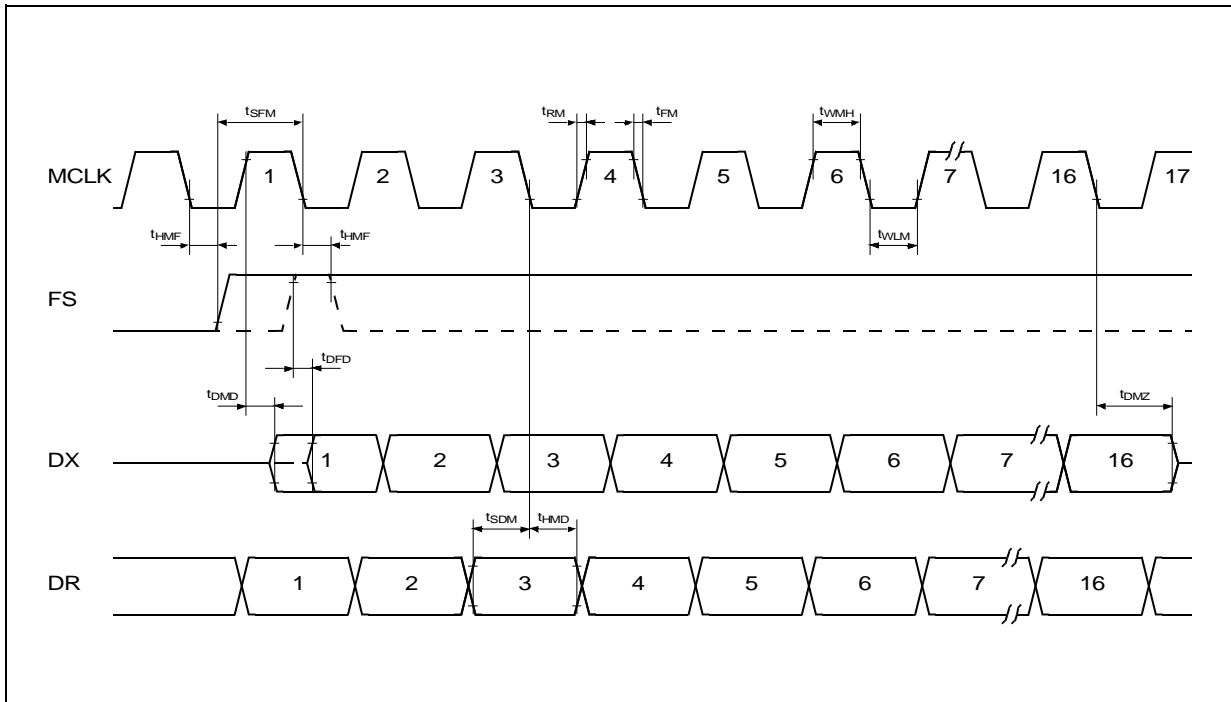 tSFM tRM tFM tWMH
MCLK 1 2 3 4 5 6 7 16 17
tHMF tHMF tWLM
FS
tDFD
tDMD tDMZ
DX 1 2 3 4 5 6 7 16
tSDM tHMD
DR 1 2 3 4 5 6 7 16